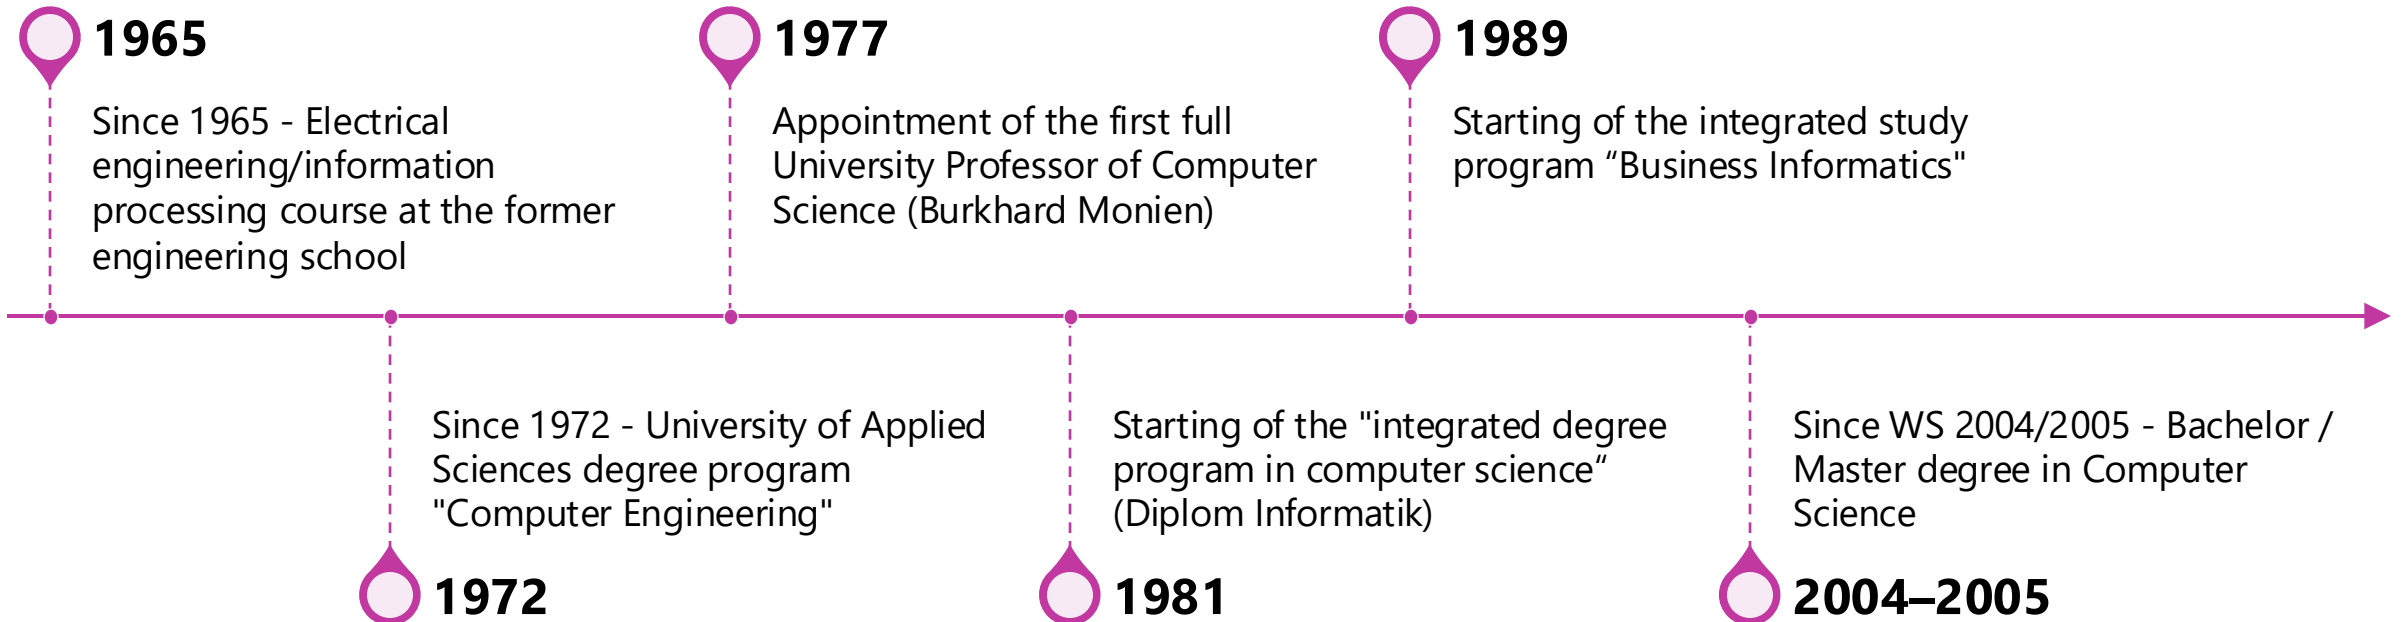 1965
Since 1965 - Electrical
engineering/information
processing course at the former
engineering school
1972
Since 1972 - University of Applied
Sciences degree program
"Computer Engineering"
1977
Appointment of the first full
University Professor of Computer
Science (Burkhard Monien)
1981
Starting of the "integrated degree
program in computer science“
(Diplom Informatik)
1989
Starting of the integrated study
program “Business Informatics"
2004–2005
Since WS 2004/2005 - Bachelor /
Master degree in Computer
Science